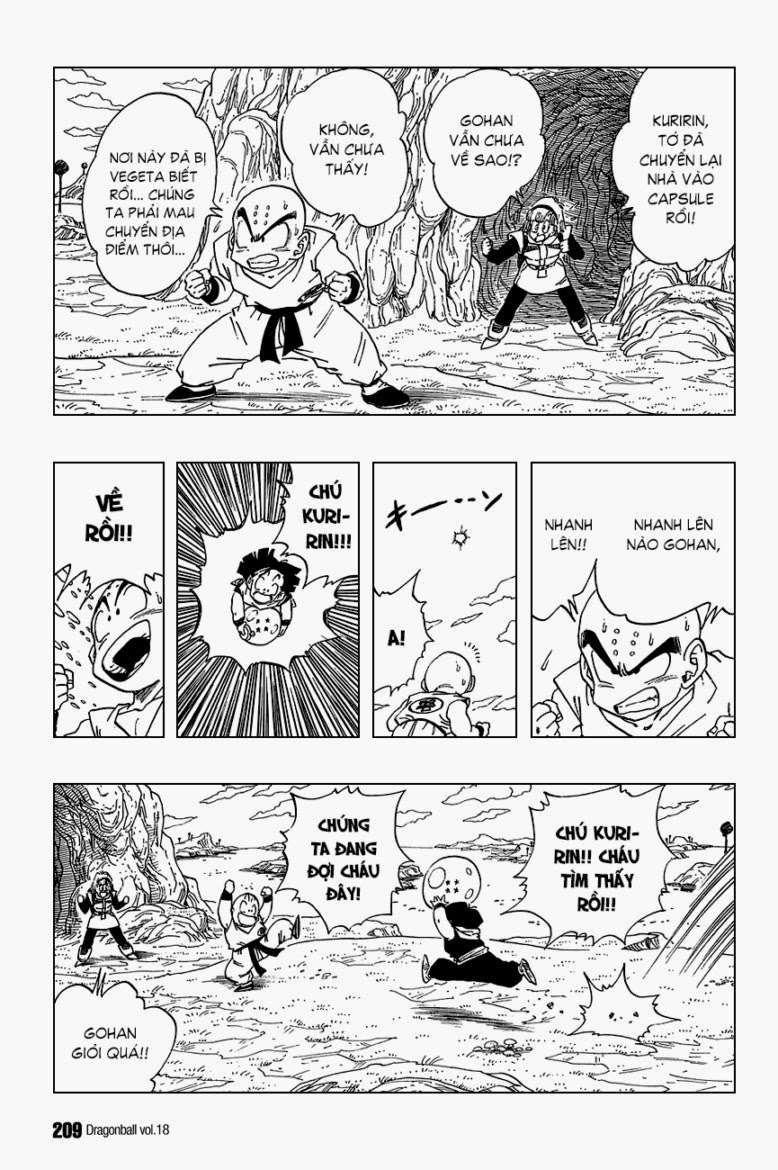 KURIRIN,
TỚ ĐÃ
CHUYỂN LẠI
NHÀ VÀO
CAPSULE
RỒI!
GOHAN
VẪN CHƯA
VỀ SAO!?
KHÔNG,
VẪN CHƯA
THẤY!
NƠI NÀY ĐÃ BỊ
VEGETA BIẾT
RỒI... CHÚNG
TA PHẢI MAU
CHUYỂN ĐỊA
ĐIỂM THÔI...
NHANH LÊN
NÀO GOHAN,
NHANH
LÊN!!
キーーーン
A!
CHÚ
KURI-
RIN!!!
VỀ
RỒI!!
CHÚ KURI-
RIN!! CHÁU
TÌM THẤY
RỒI!!
CHÚNG
TA ĐANG
ĐỢI CHÁU
ĐÂY!
GOHAN
GIỎI QUÁ!!
209 Dragonball vol.18